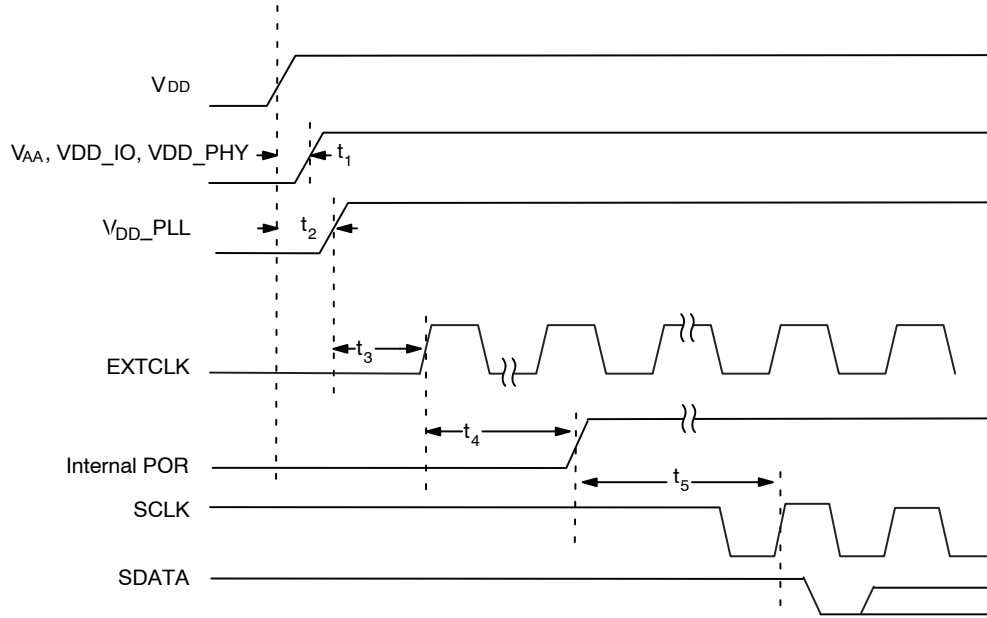 VDD
VAA, VDD_IO, VDD_PHY
t1
VDD_PLL
t2
t3
EXTCLK
t4
Internal POR
t5
SCLK
SDATA